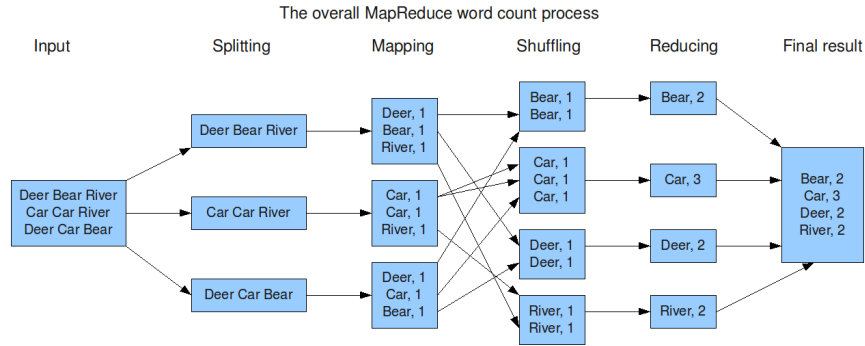 The overall MapReduce word count process
Input
Splitting
Mapping
Shuffling
Reducing
Final result
Deer Bear River
Car Car River
Deer Car Bear
Deer Bear River
Car Car River
Deer Car Bear
Deer, 1
Bear, 1
River, 1
Car, 1
Car, 1
River, 1
Deer, 1
Car, 1
Bear, 1
Bear, 1
Bear, 1
Car, 1
Car, 1
Car, 1
Deer, 1
Deer, 1
River, 1
River, 1
Bear, 2
Car, 3
Deer, 2
River, 2
Bear, 2
Car, 3
Deer, 2
River, 2